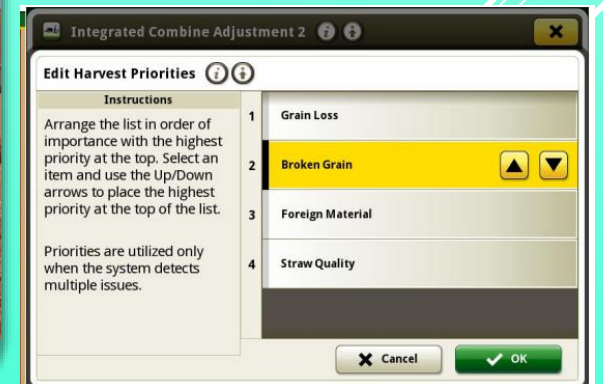 Integrated Combine Adjustment 2
Edit Harvest Priorities
Instructions
Arrange the list in order of
importance with the highest
priority at the top. Select an
item and use the Up/Down
arrows to place the highest
priority at the top of the list.
Priorities are utilized only
when the system detects
multiple issues.
1 Grain Loss
2 Broken Grain
3 Foreign Material
4 Straw Quality
Cancel
OK